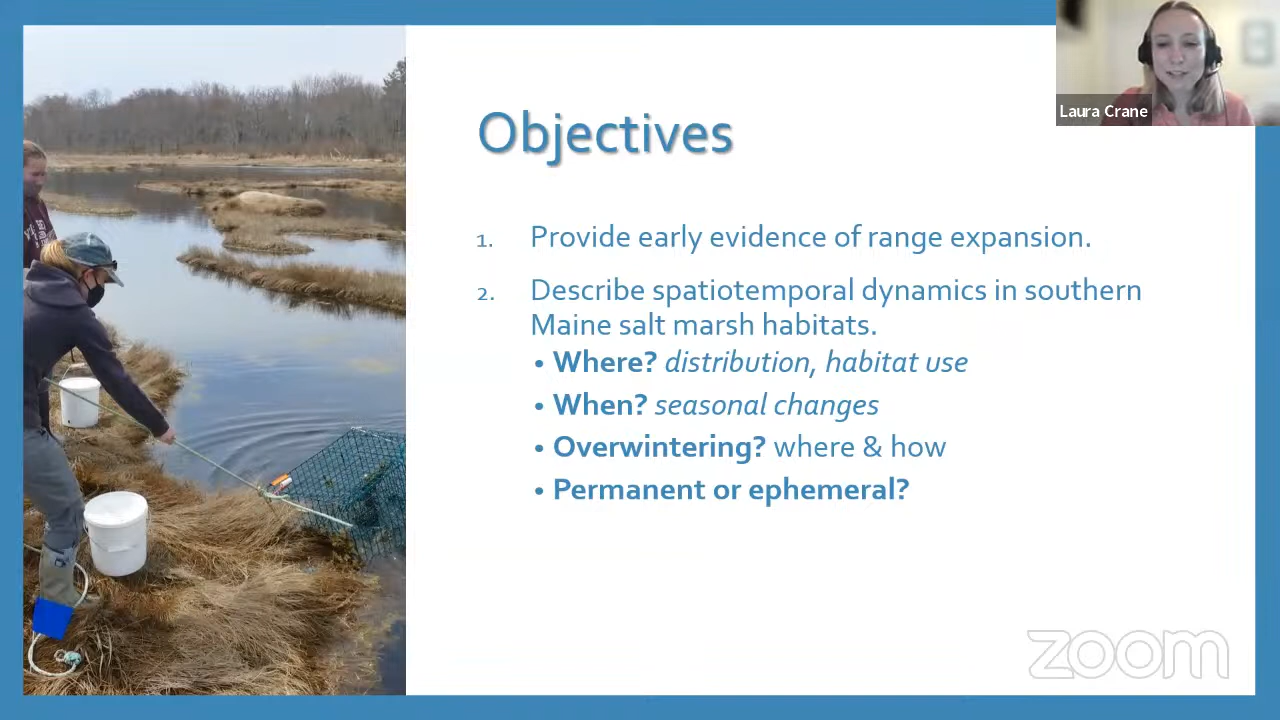 Laura Crane
Objectives
1. Provide early evidence of range expansion.
2. Describe spatiotemporal dynamics in southern
Maine salt marsh habitats.
• Where? distribution, habitat use
• When? seasonal changes
• Overwintering? where & how
• Permanent or ephemeral?
zoom